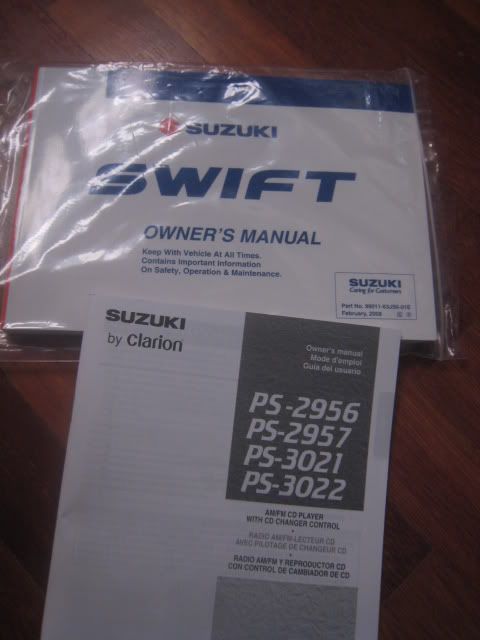 SUZUKI
SWIFT
OWNER'S MANUAL
Keep With Vehicle At All Times.
Contains Important Information
On Safety, Operation & Maintenance.
SUZUKI
Caring for Customers
Part No.
February, 2008
SUZUKI
by Clarion
Owner's manual
Mode d'emploi
Guía del usuario
PS-2956
PS-2957
PS-3021
PS-3022
AM/FM CD PLAYER
WITH CD CHANGER CONTROL
•
RADIO AM/FM-LECTEUR CD
AVEC PILOTAGE DE CHANGEUR CD
•
RADIO AM/FM Y REPRODUCTOR CD
CON CONTROL DE CAMBIADOR DE CD